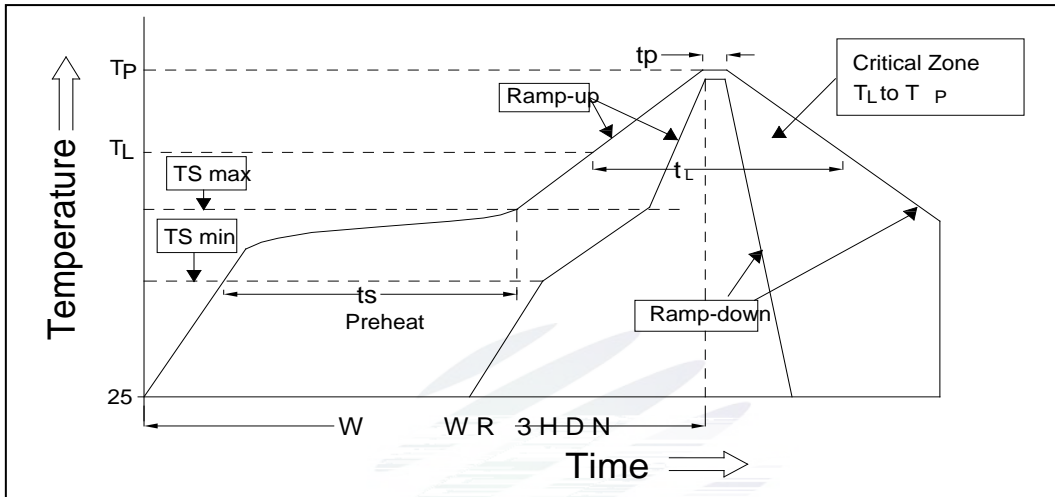 tp
Critical Zone
TL to T P
TP
Ramp-up
TL
tL
TS max
TS min
ts
Preheat
Ramp-down
25
W W R 3 H D N
Time
Temperature